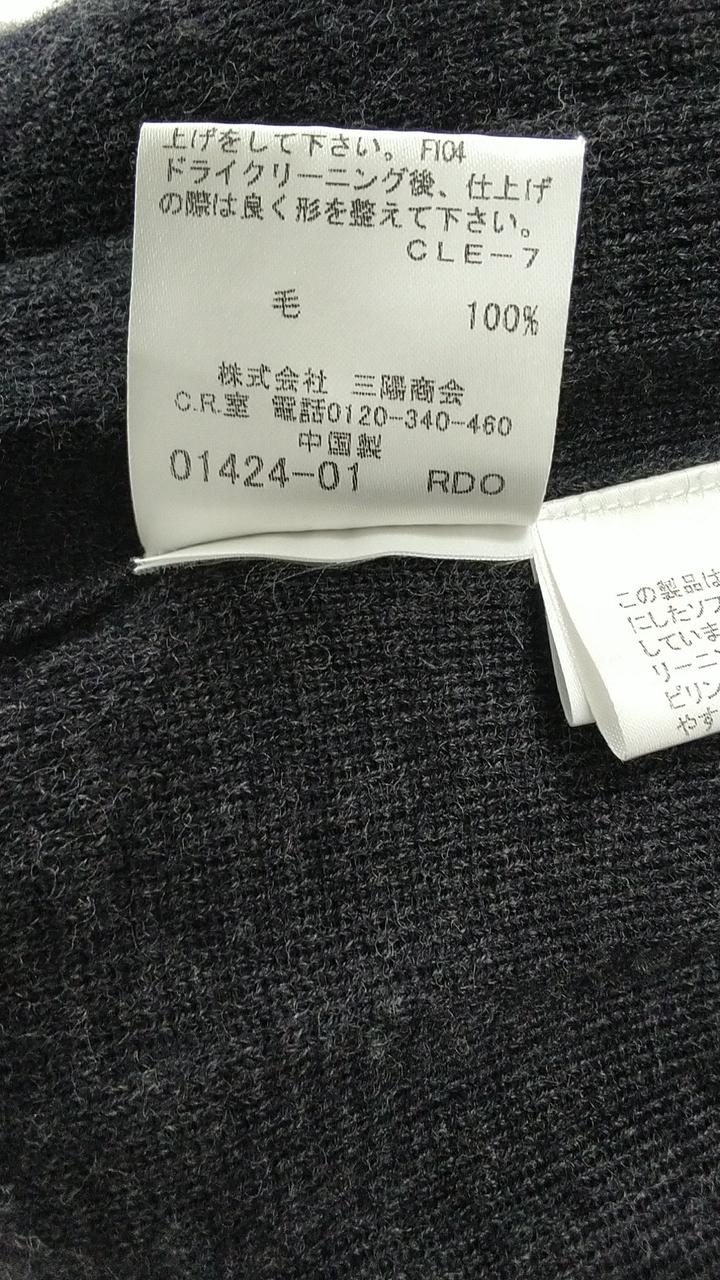 上げをして下さい。 FI04
ドライクリーニング後、仕上げ
の際は良く形を整えて下さい。
CLE-7
毛 100%
株式会社 三陽商会
C.R.室 電話0120-340-460
中国製
01424-01 RDO
この製品は
にしたソフ
していま
リーニン
ピリン
やす